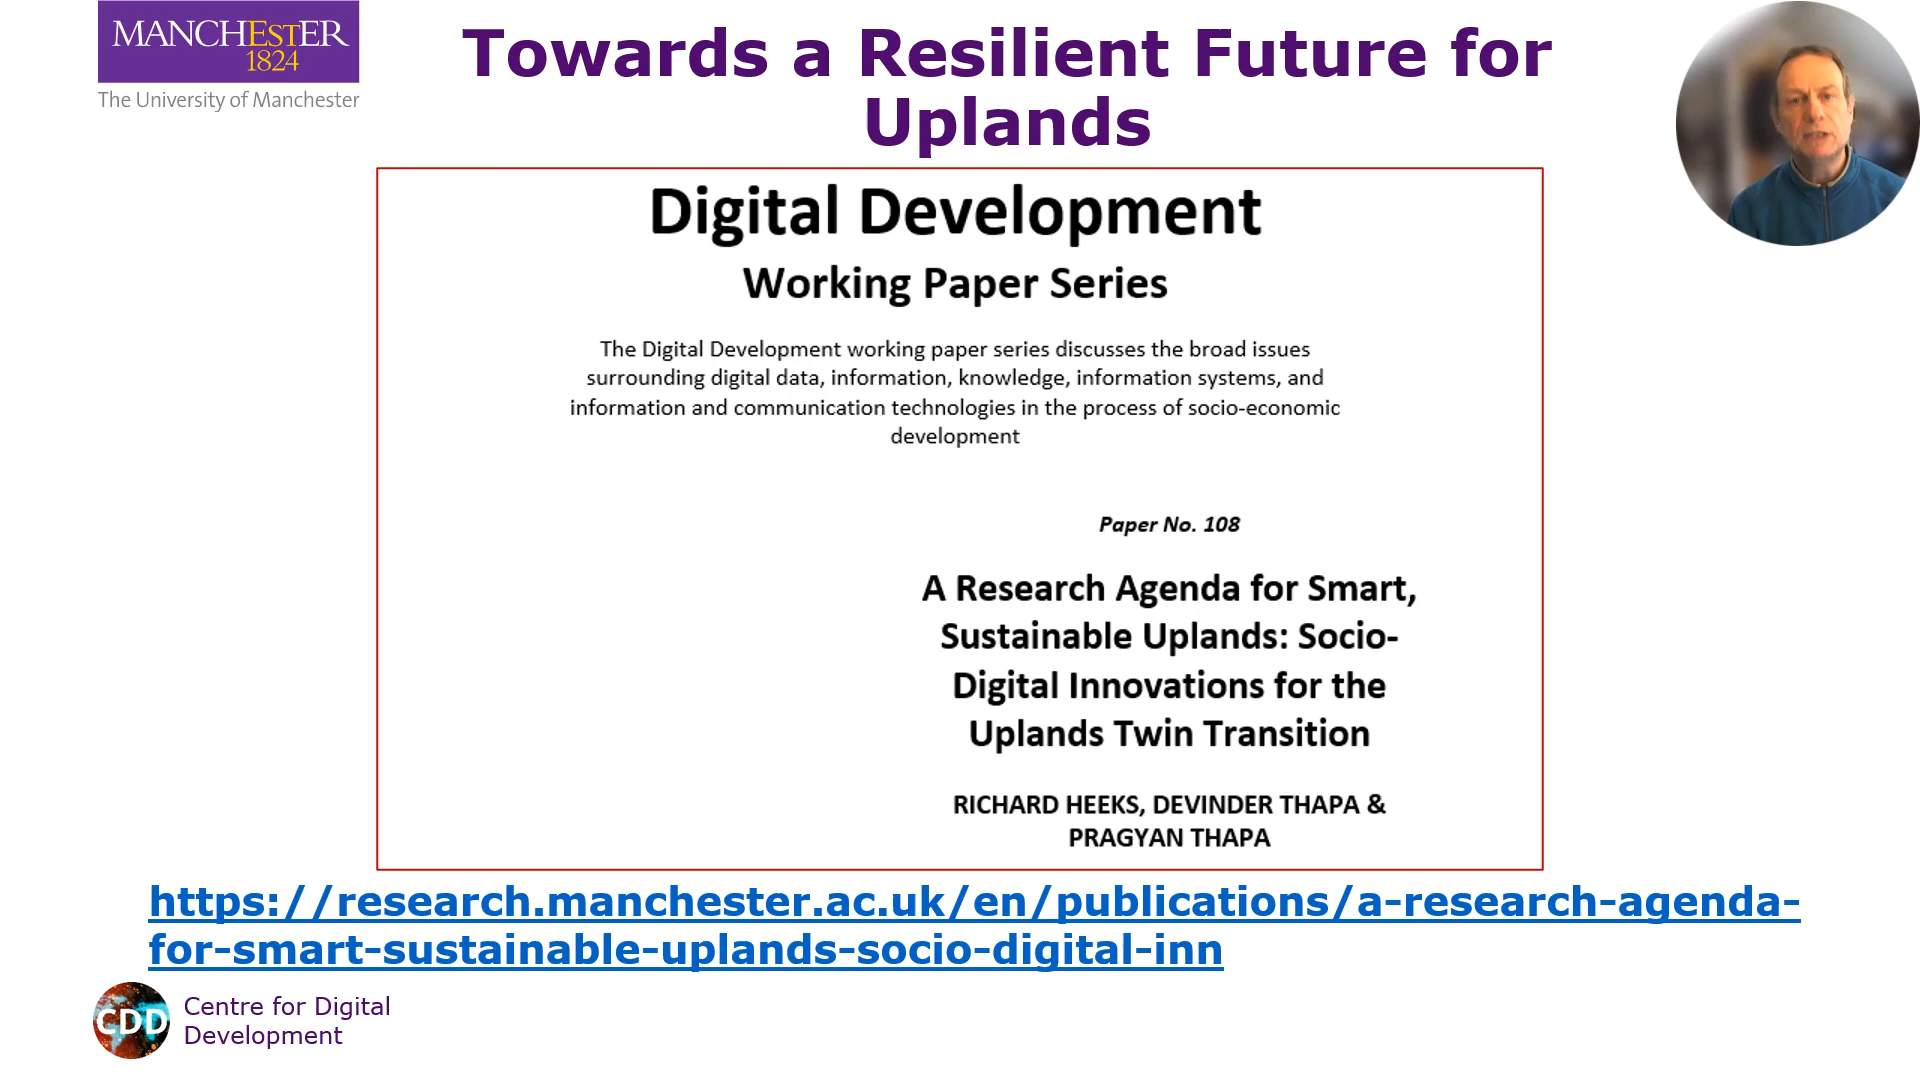 MANCHEsTER
1824
The University of Manchester
Towards a Resilient Future for
Uplands
Digital Development
Working Paper Series
The Digital Development working paper series discusses the broad issues
surrounding digital data, information, knowledge, information systems, and
information and communication technologies in the process of socio-economic
development
Paper No. 108
A Research Agenda for Smart,
Sustainable Uplands: Socio-
Digital Innovations for the
Uplands Twin Transition
RICHARD HEEKS, DEVINDER THAPA &
PRAGYAN THAPA
https://research.manchester.ac.uk/en/publications/a-research-agenda-
for-smart-sustainable-uplands-socio-digital-inn
CDD
Centre for Digital
Development